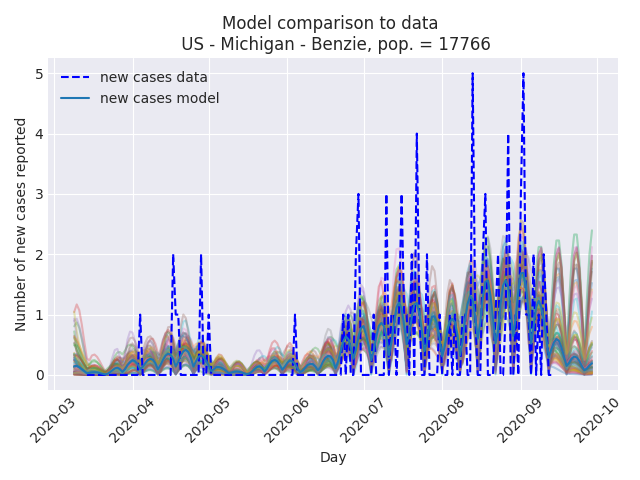 Model comparison to data
US - Michigan - Benzie, pop. = 17766
new cases data
new cases model
Number of new cases reported
5
4
3
2
1
0
2020-03
2020-04
2020-05
2020-06
2020-07
2020-08
2020-09
2020-10
Day